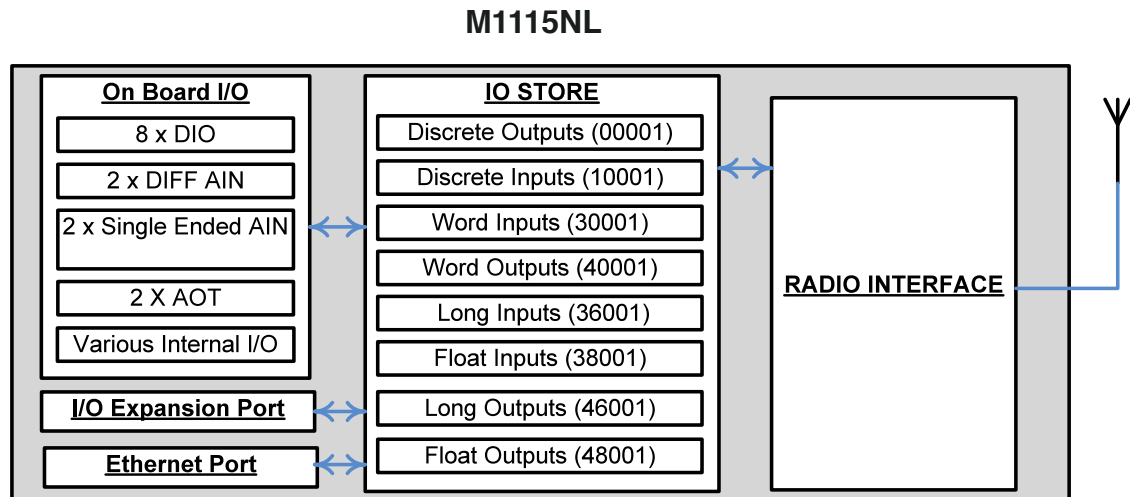 M1115NL
On Board I/O
8 x DIO
2 x DIFF AIN
2 x Single Ended AIN
2 X AOT
Various Internal I/O
I/O Expansion Port
Ethernet Port
IO STORE
Discrete Outputs (00001)
Discrete Inputs (10001)
Word Inputs (30001)
Word Outputs (40001)
Long Inputs (36001)
Float Inputs (38001)
Long Outputs (46001)
Float Outputs (48001)
RADIO INTERFACE